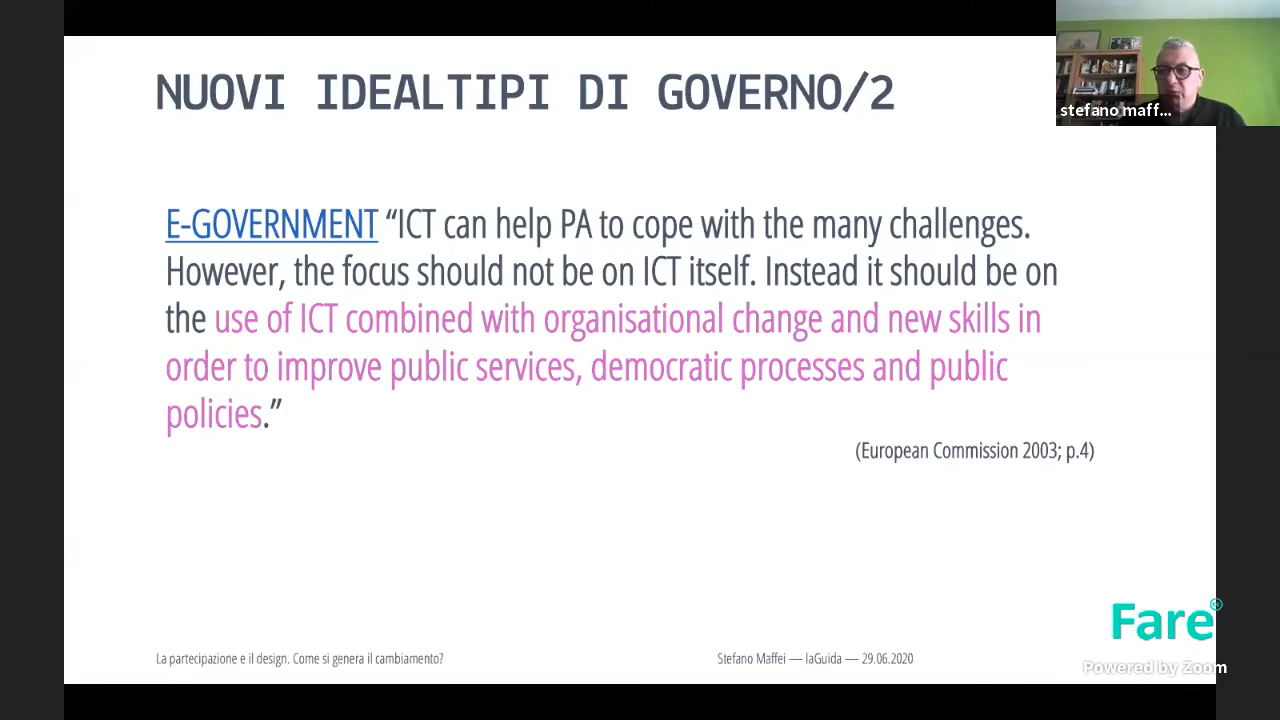 NUOVI IDEALTIPI DI GOVERNO/2
stefano maff...
E-GOVERNMENT “ICT can help PA to cope with the many challenges.
However, the focus should not be on ICT itself. Instead it should be on
the use of ICT combined with organisational change and new skills in
order to improve public services, democratic processes and public
policies.”
(European Commission 2003; p.4)
Fare
Powered by Zoom
La partecipazione e il design. Come si genera il cambiamento?
Stefano Maffei — laGuida — 29.06.2020